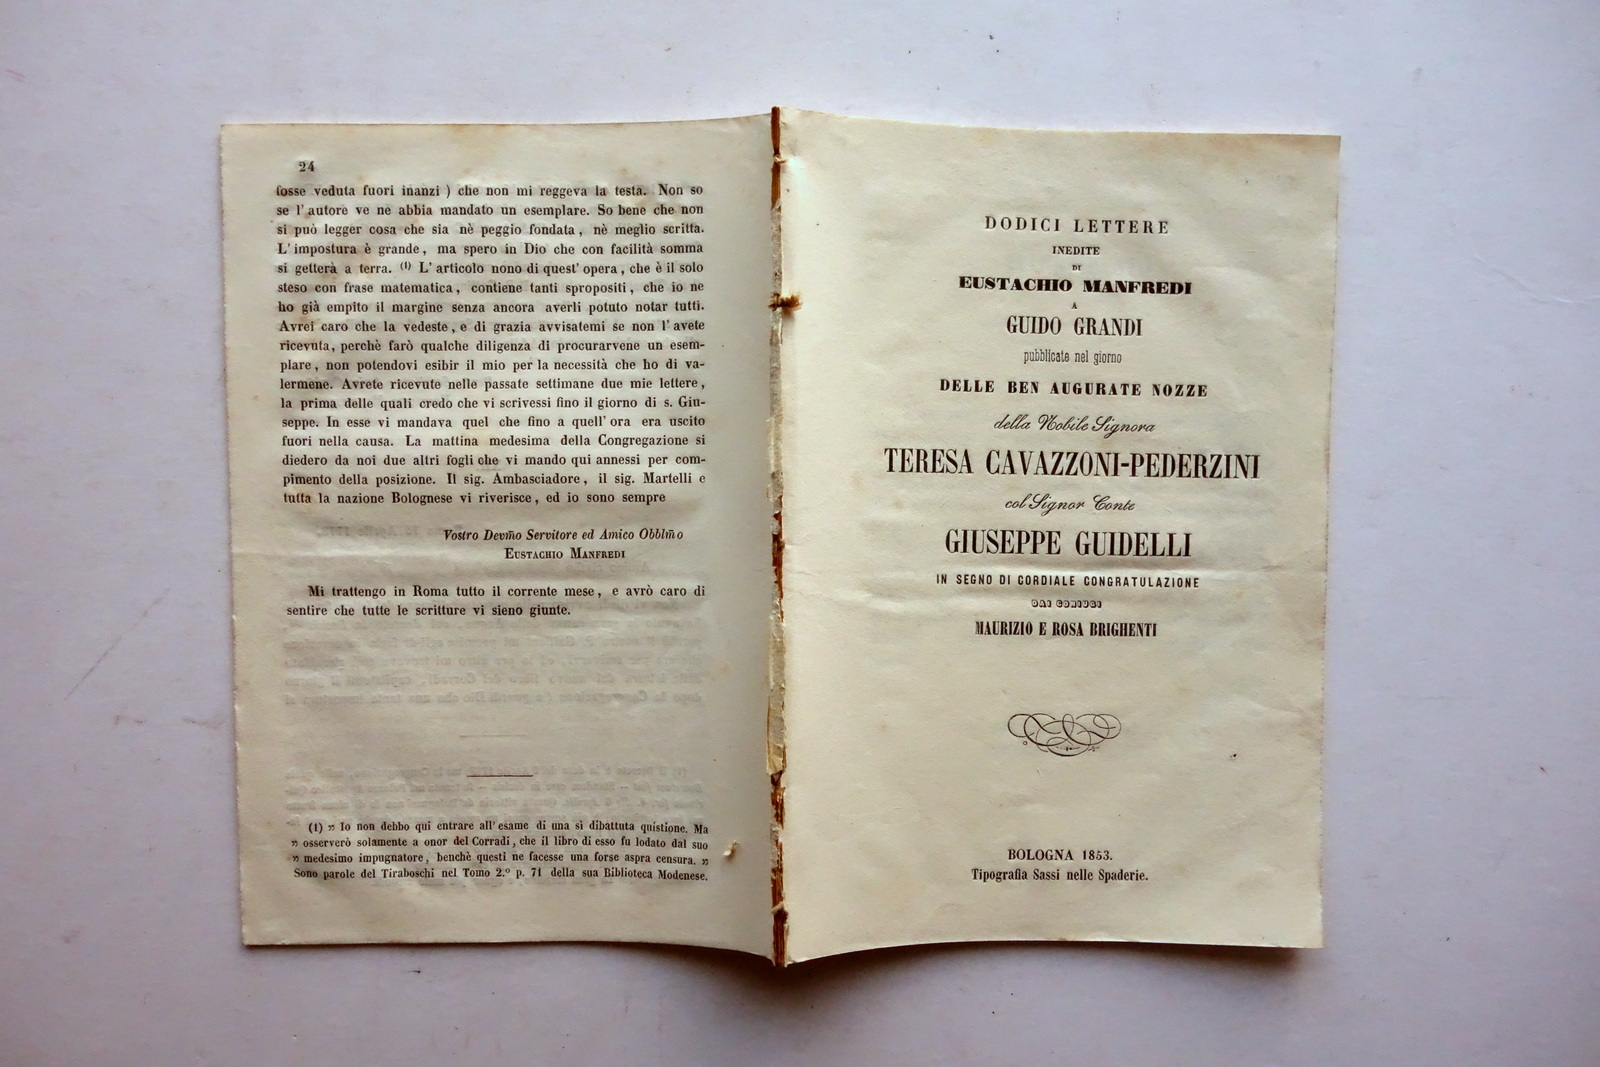 24
fosse veduta fuori inanzi ) che non mi reggeva la testa. Non so
se l' autore ve ne abbia mandato un esemplare. So bene che non
si può legger cosa che sia nè peggio fondata, nè meglio scritta.
L' impostura è grande, ma spero in Dio che con facilità somma
si getterà a terra. (1) L' articolo nono di quest' opera, che è il solo
steso con frase matematica, contiene tanti spropositi, che io ne
ho già empito il margine senza ancora averli potuto notar tutti.
Avrei caro che la vedeste, e di grazia avvisatemi se non l' avete
ricevuta, perchè farò qualche diligenza di procurarvene un esem-
plare, non potendovi esibir il mio per la necessità che ho di va-
lermene. Avrete ricevute nelle passate settimane due mie lettere,
la prima delle quali credo che vi scrivessi fino il giorno di s. Giu-
seppe. In esse vi mandava quel che fino a quell' ora era uscito
fuori nella causa. La mattina medesima della Congregazione si
diedero da noi due altri fogli che vi mando qui annessi per com-
pimento della posizione. Il sig. Ambasciadore, il sig. Martelli e
tutta la nazione Bolognese vi riverisce, ed io sono sempre
Vostro Devm̃o Servitore ed Amico Obblm̃o
EUSTACHIO MANFREDI
Mi trattengo in Roma tutto il corrente mese, e avrò caro di
sentire che tutte le scritture vi sieno giunte.
(1) » Io non debbo qui entrare all' esame di una sì dibattuta quistione. Ma
» osserverò solamente a onor del Corradi, che il libro di esso fu lodato dal suo
» medesimo impugnatore, benchè questi ne facesse una forse aspra censura. »
Sono parole del Tiraboschi nel Tomo 2.º p. 71 della sua Biblioteca Modenese.
DODICI LETTERE
INEDITE
DI
EUSTACHIO MANFREDI
A
GUIDO GRANDI
pubblicate nel giorno
DELLE BEN AUGURATE NOZZE
della Nobile Signora
TERESA CAVAZZONI-PEDERZINI
col Signor Conte
GIUSEPPE GUIDELLI
IN SEGNO DI CORDIALE CONGRATULAZIONE
DAI CONIUGI
MAURIZIO E ROSA BRIGHENTI
BOLOGNA 1853.
Tipografia Sassi nelle Spaderie.